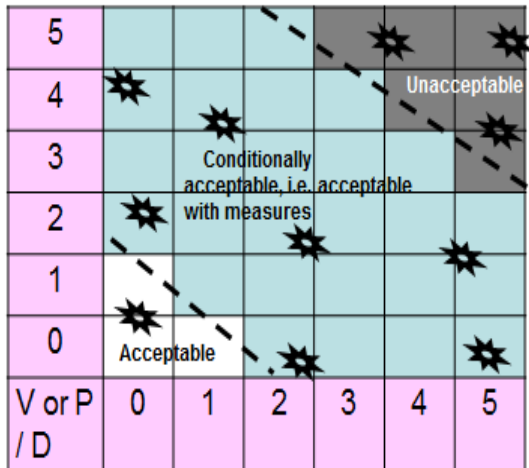 5
4
Unacceptable
3
Conditionally
acceptable, i.e. acceptable
with measures
2
1
0
Acceptable
V or P
/ D
0 1 2 3 4 5